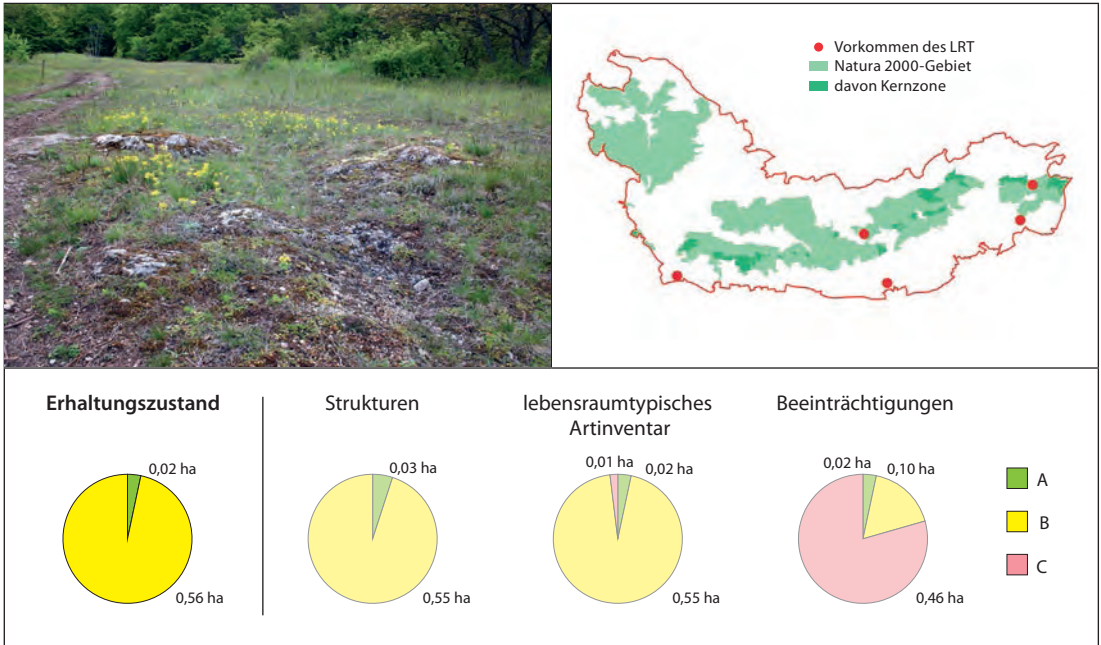 Vorkommen des LRT
Natura 2000-Gebiet
davon Kernzone
Erhaltungszustand
Strukturen
lebensraumtypisches
Artinventar
Beeinträchtigungen
0,02 ha
0,56 ha
0,03 ha
0,55 ha
0,01 ha
0,02 ha
0,55 ha
0,02 ha
0,10 ha
0,46 ha
A
B
C